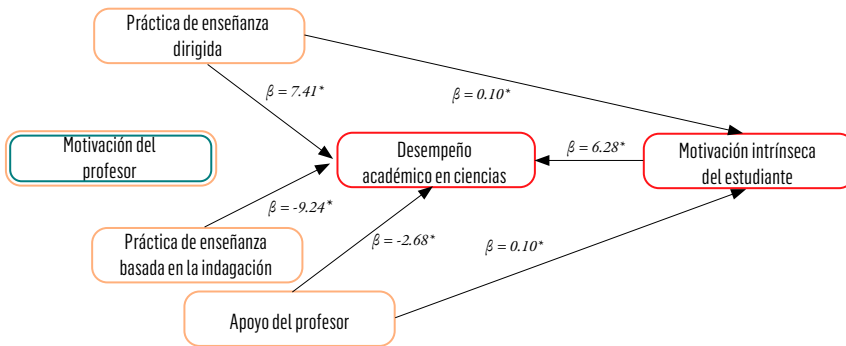 Práctica de enseñanza
dirigida
β = 7.41*
β = 0.10*
Motivación del
profesor
Desempeño
académico en ciencias
β = 6.28*
Motivación intrínseca
del estudiante
β = -9.24*
Práctica de enseñanza
basada en la indagación
β = -2.68*
β = 0.10*
Apoyo del profesor